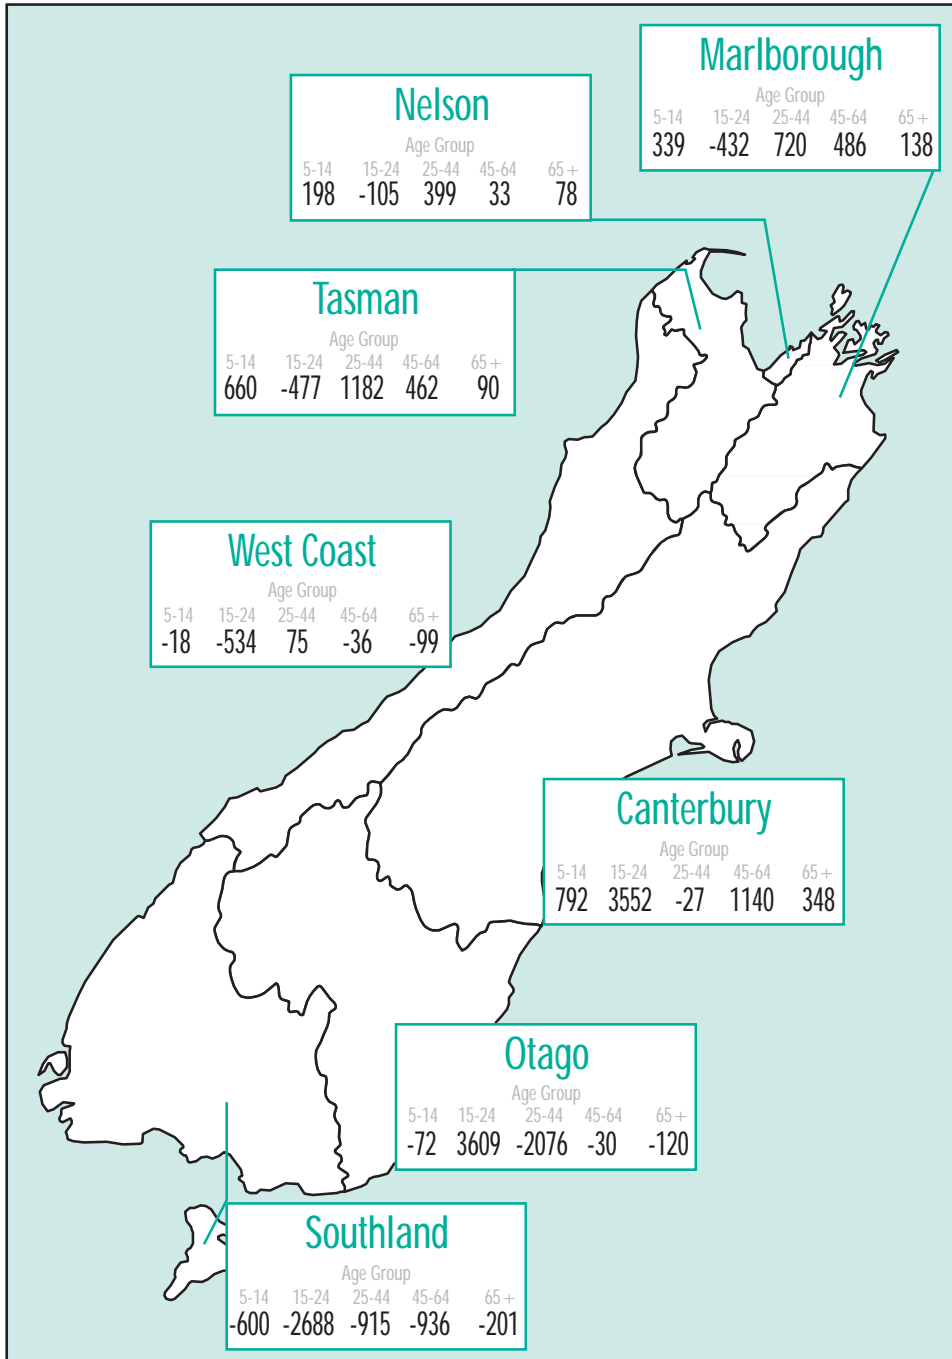 Marlborough
Age Group
5-14 15-24 25-44 45-64 65+
339 -432 720 486 138
Nelson
Age Group
5-14 15-24 25-44 45-64 65+
198 -105 399 33 78
Tasman
Age Group
5-14 15-24 25-44 45-64 65+
660 -477 1182 462 90
West Coast
Age Group
5-14 15-24 25-44 45-64 65+
-18 -534 75 -36 -99
Canterbury
Age Group
5-14 15-24 25-44 45-64 65+
792 3552 -27 1140 348
Otago
Age Group
5-14 15-24 25-44 45-64 65+
-72 3609 -2076 -30 -120
Southland
Age Group
5-14 15-24 25-44 45-64 65+
-600 -2688 -915 -936 -201